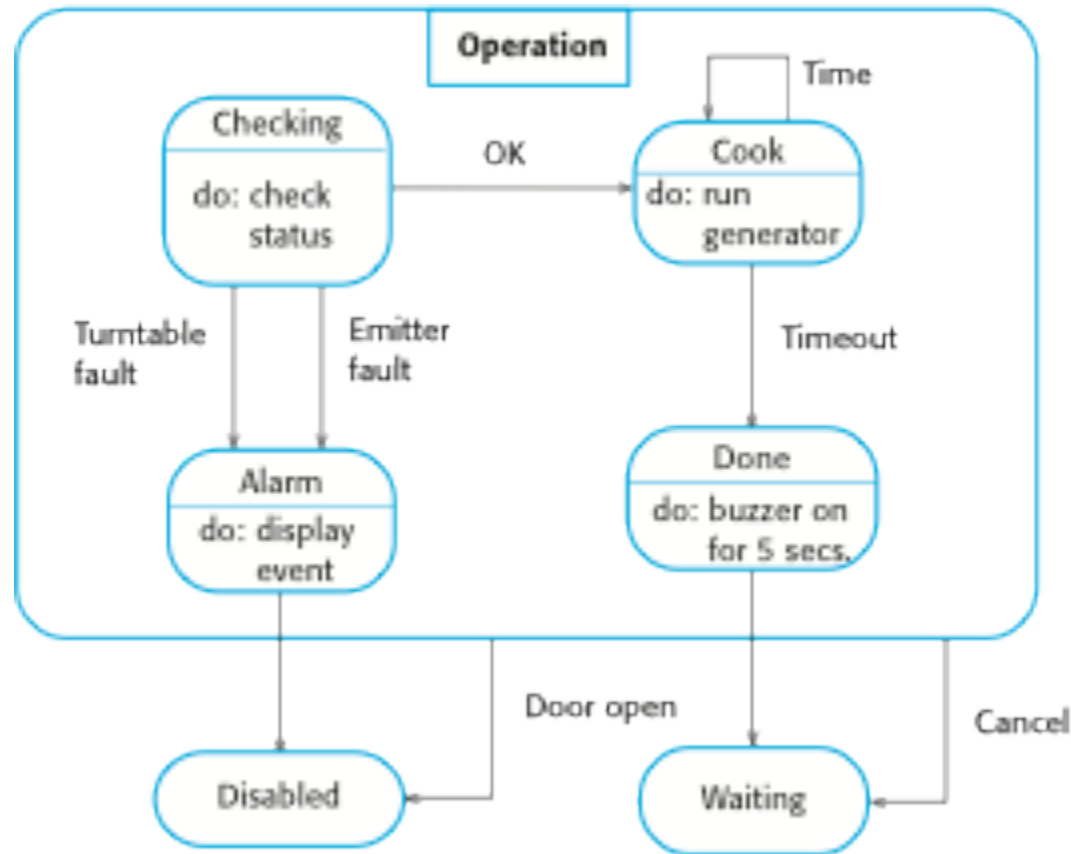 Operation
Checking
do: check
status
OK
Time
Cook
do: run
generator
Turntable
fault
Emitter
fault
Timeout
Alarm
do: display
event
Done
do: buzzer on
for 5 secs.
Door open
Cancel
Disabled
Waiting